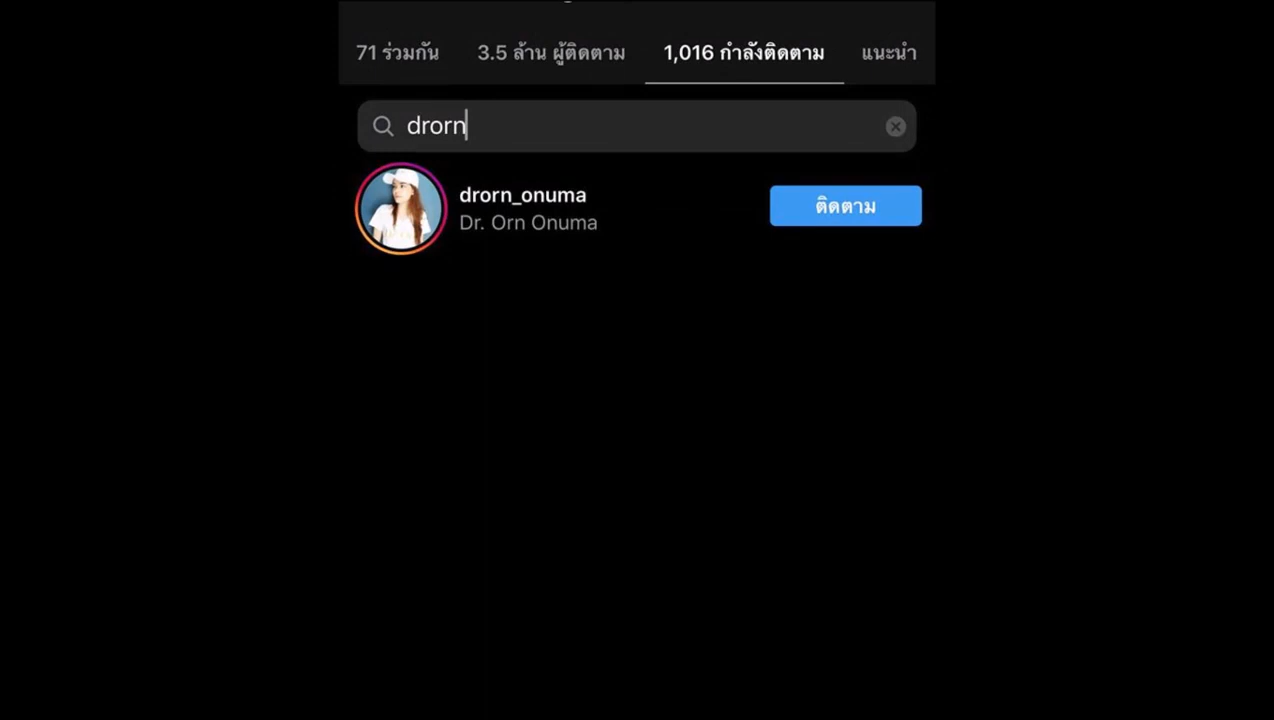 71 ร่วมกัน 3.5 ล้าน ผู้ติดตาม 1,016 กำลังติดตาม แนะนำ
drorn
drorn_onuma
Dr. Orn Onuma
ติดตาม